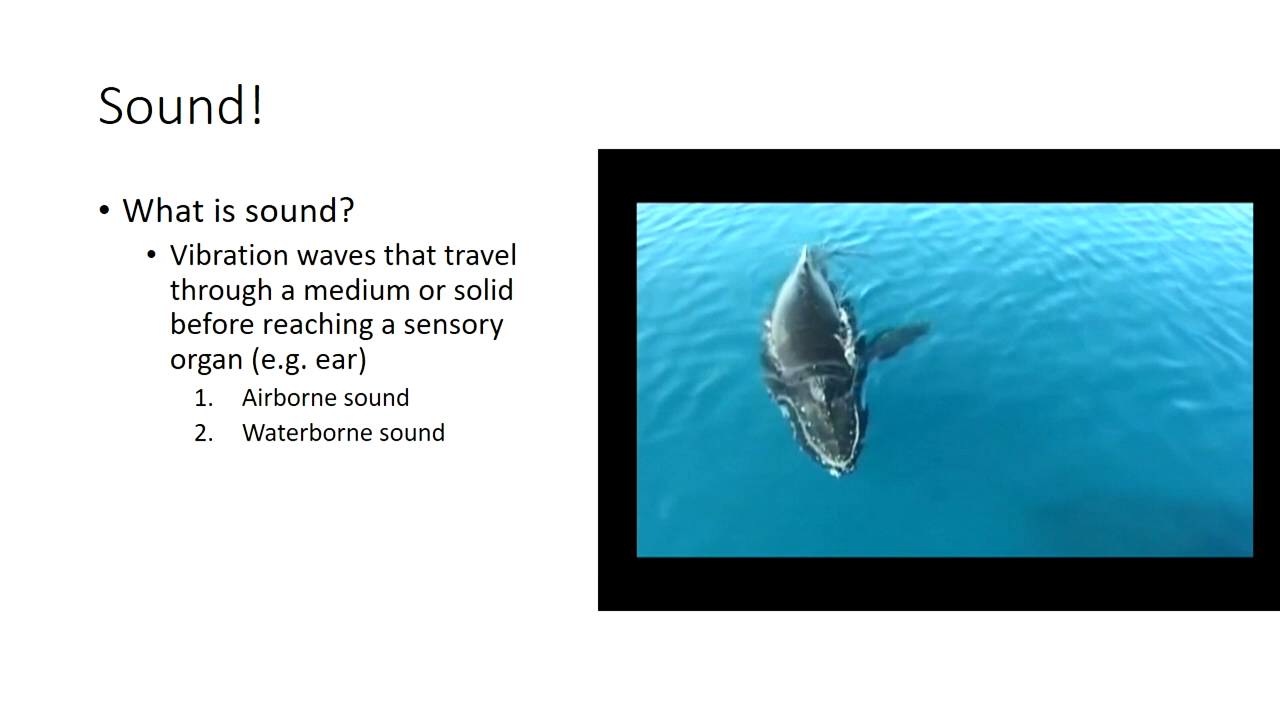 Sound!
• What is sound?
• Vibration waves that travel
through a medium or solid
before reaching a sensory
organ (e.g. ear)
1. Airborne sound
2. Waterborne sound